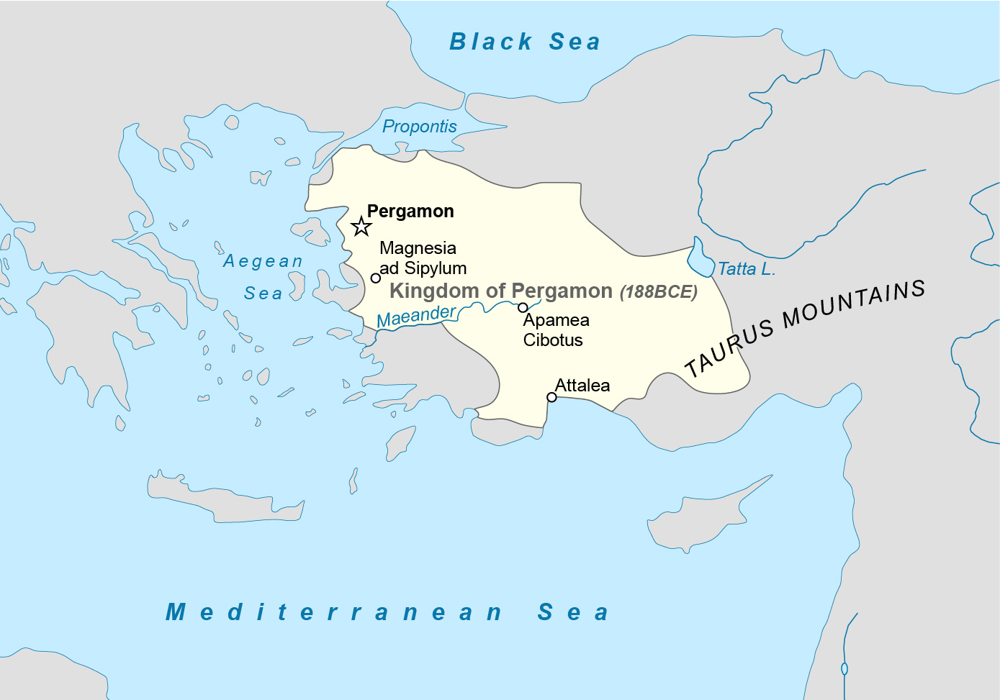 Black Sea
Propontis
Pergamon
Magnesia
ad Sipylum
Aegean
Sea
Tatta L.
Kingdom of Pergamon (188BCE)
TAURUS MOUNTAINS
Maeander
Apamea
Cibotus
Attalea
Mediterranean Sea